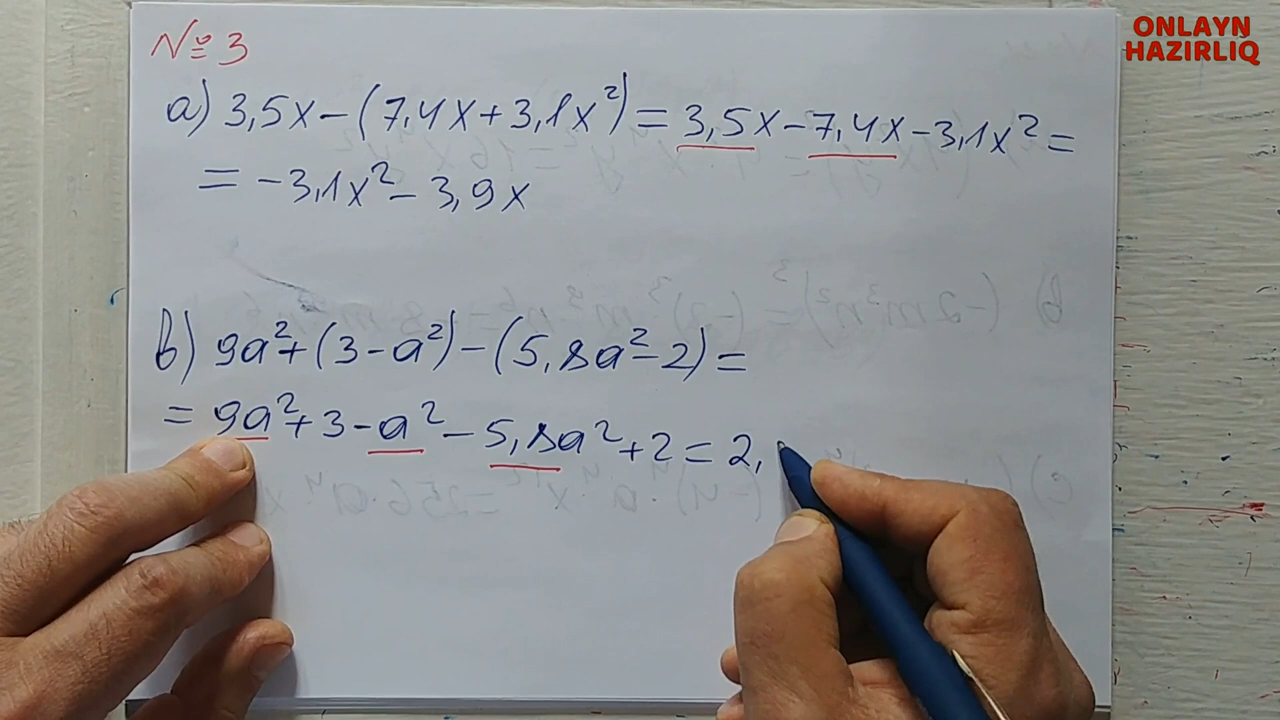 ONLAYN
HAZIRLIQ
№ 3
a) 3,5x-(7,4x+3,1x²)=3,5x-7,4x-3,1x²=
= -3,1x²- 3,9x
b) 9a²+(3-a²)-(5,8a²-2)=
= 9a²+3-a²-5,8a²+2=2,